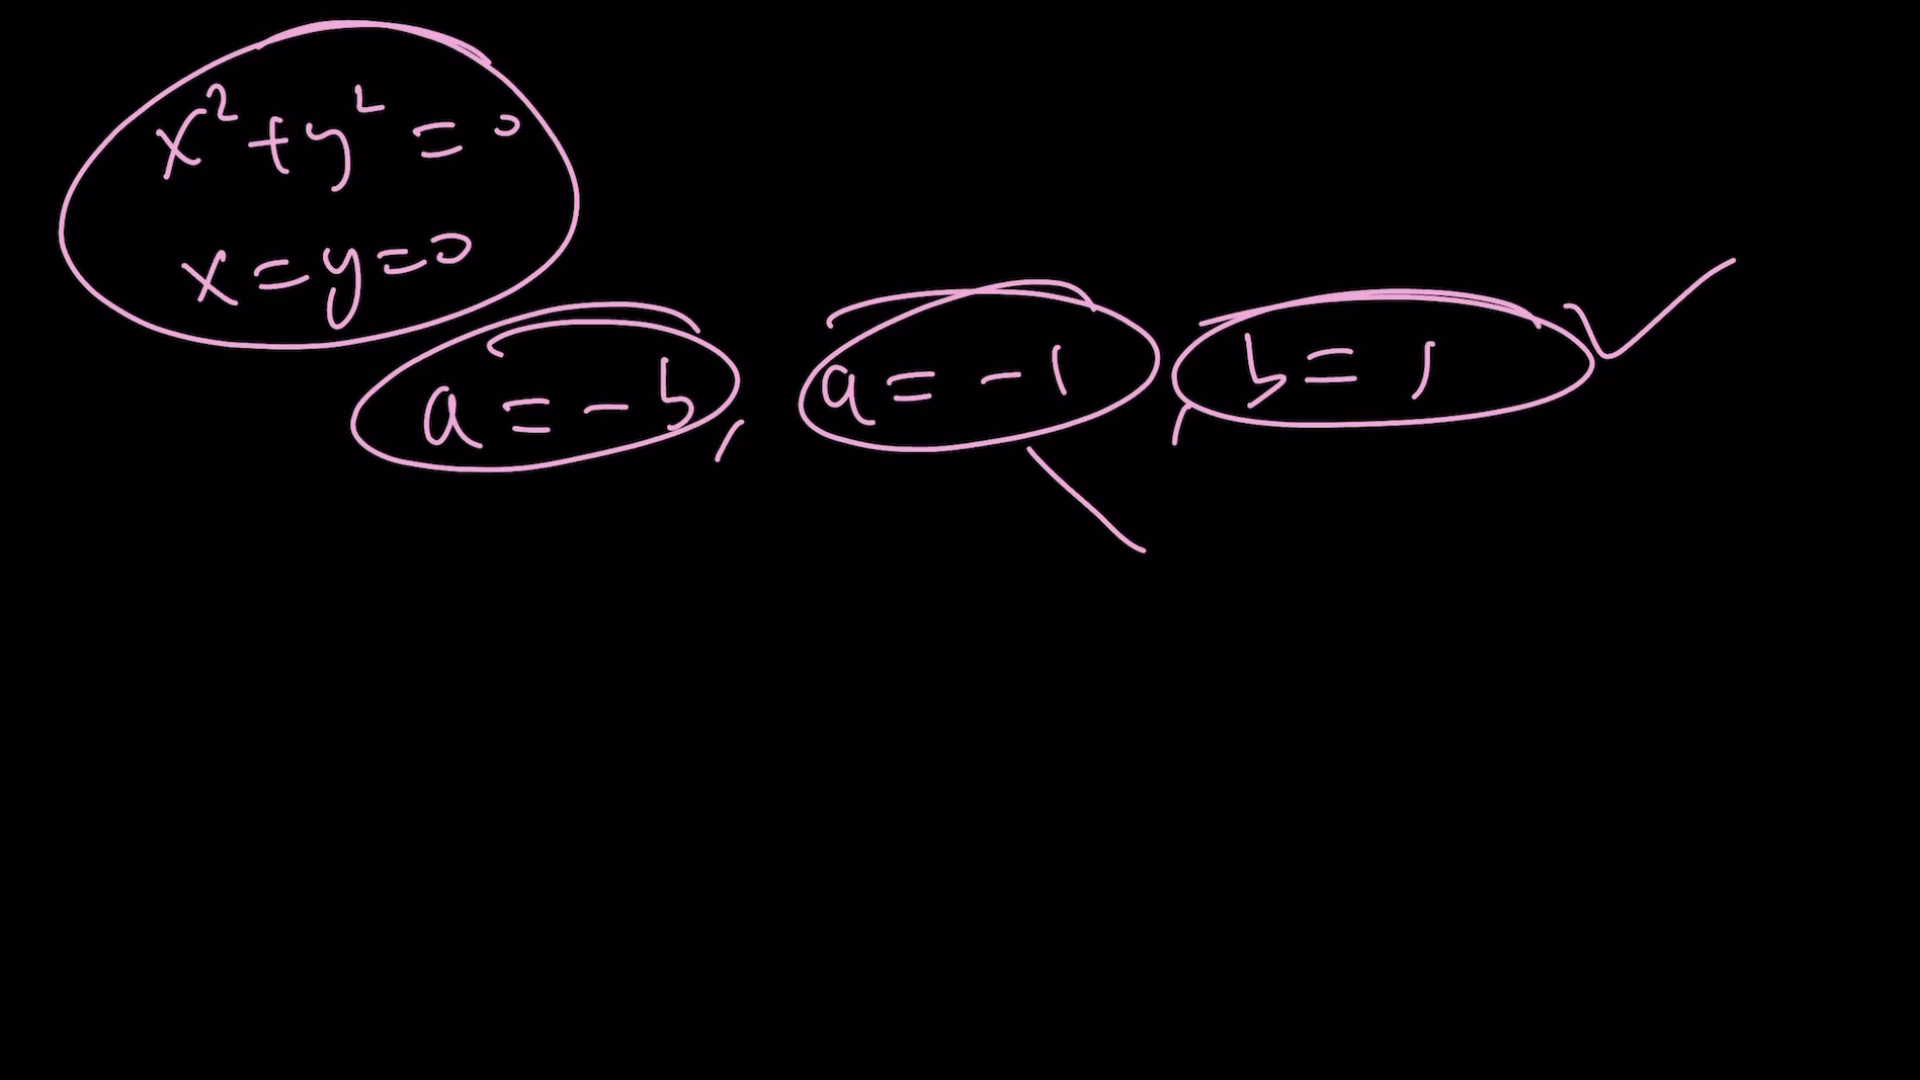 x² + y² = 0
x = y = 0
a = -b, a = -1, b = 1 ✓